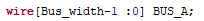 wire[Bus_width-1 :0] BUS_A;